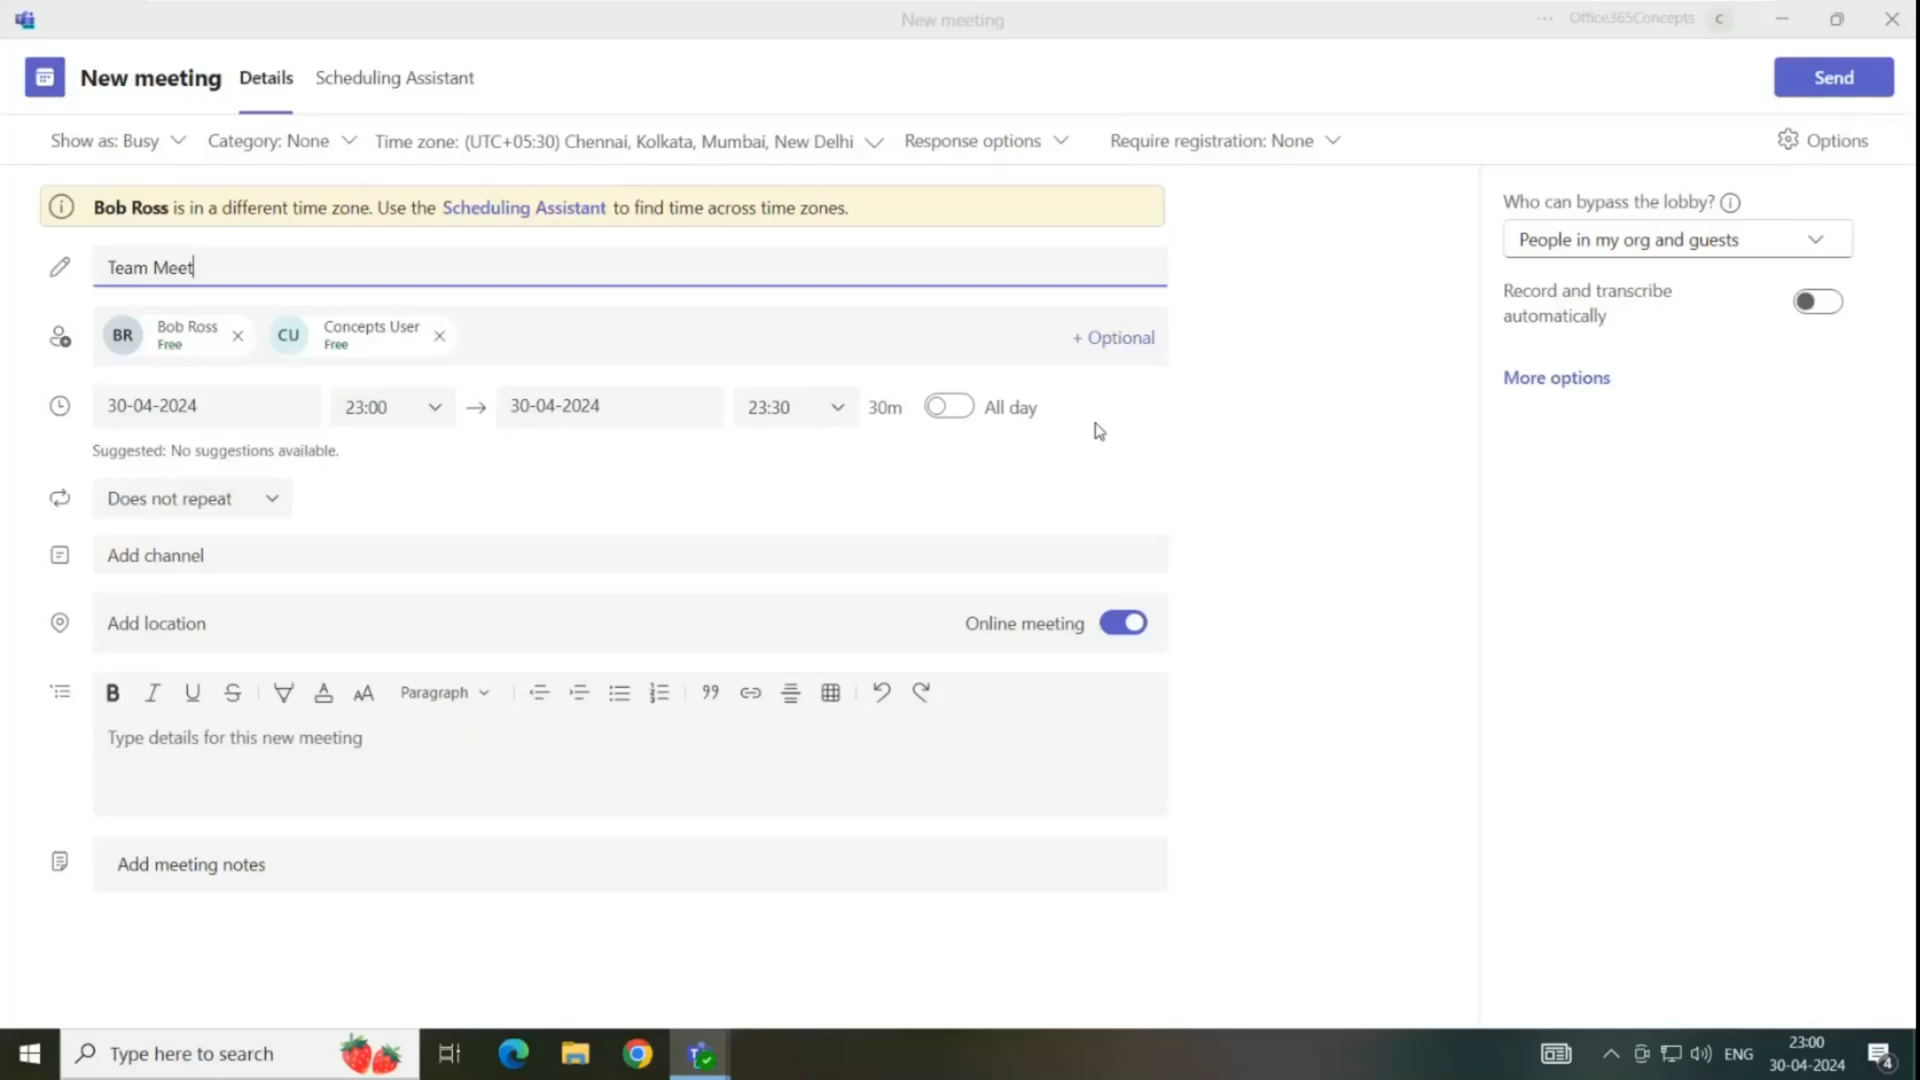 New meeting
Office365Concepts C
New meeting Details Scheduling Assistant Send
Show as: Busy Category: None Time zone: (UTC+05:30) Chennai, Kolkata, Mumbai, New Delhi Response options Require registration: None Options
Bob Ross is in a different time zone. Use the Scheduling Assistant to find time across time zones.
Who can bypass the lobby?
People in my org and guests
Team Meet
Record and transcribe
automatically
BR Bob Ross CU Concepts User
Free Free
+ Optional
More options
30-04-2024 23:00 30-04-2024 23:30 30m All day
Suggested: No suggestions available.
Does not repeat
Add channel
Add location Online meeting
B I U S A AA Paragraph 99
Type details for this new meeting
Add meeting notes
Type here to search ENG 23:00
30-04-2024 4